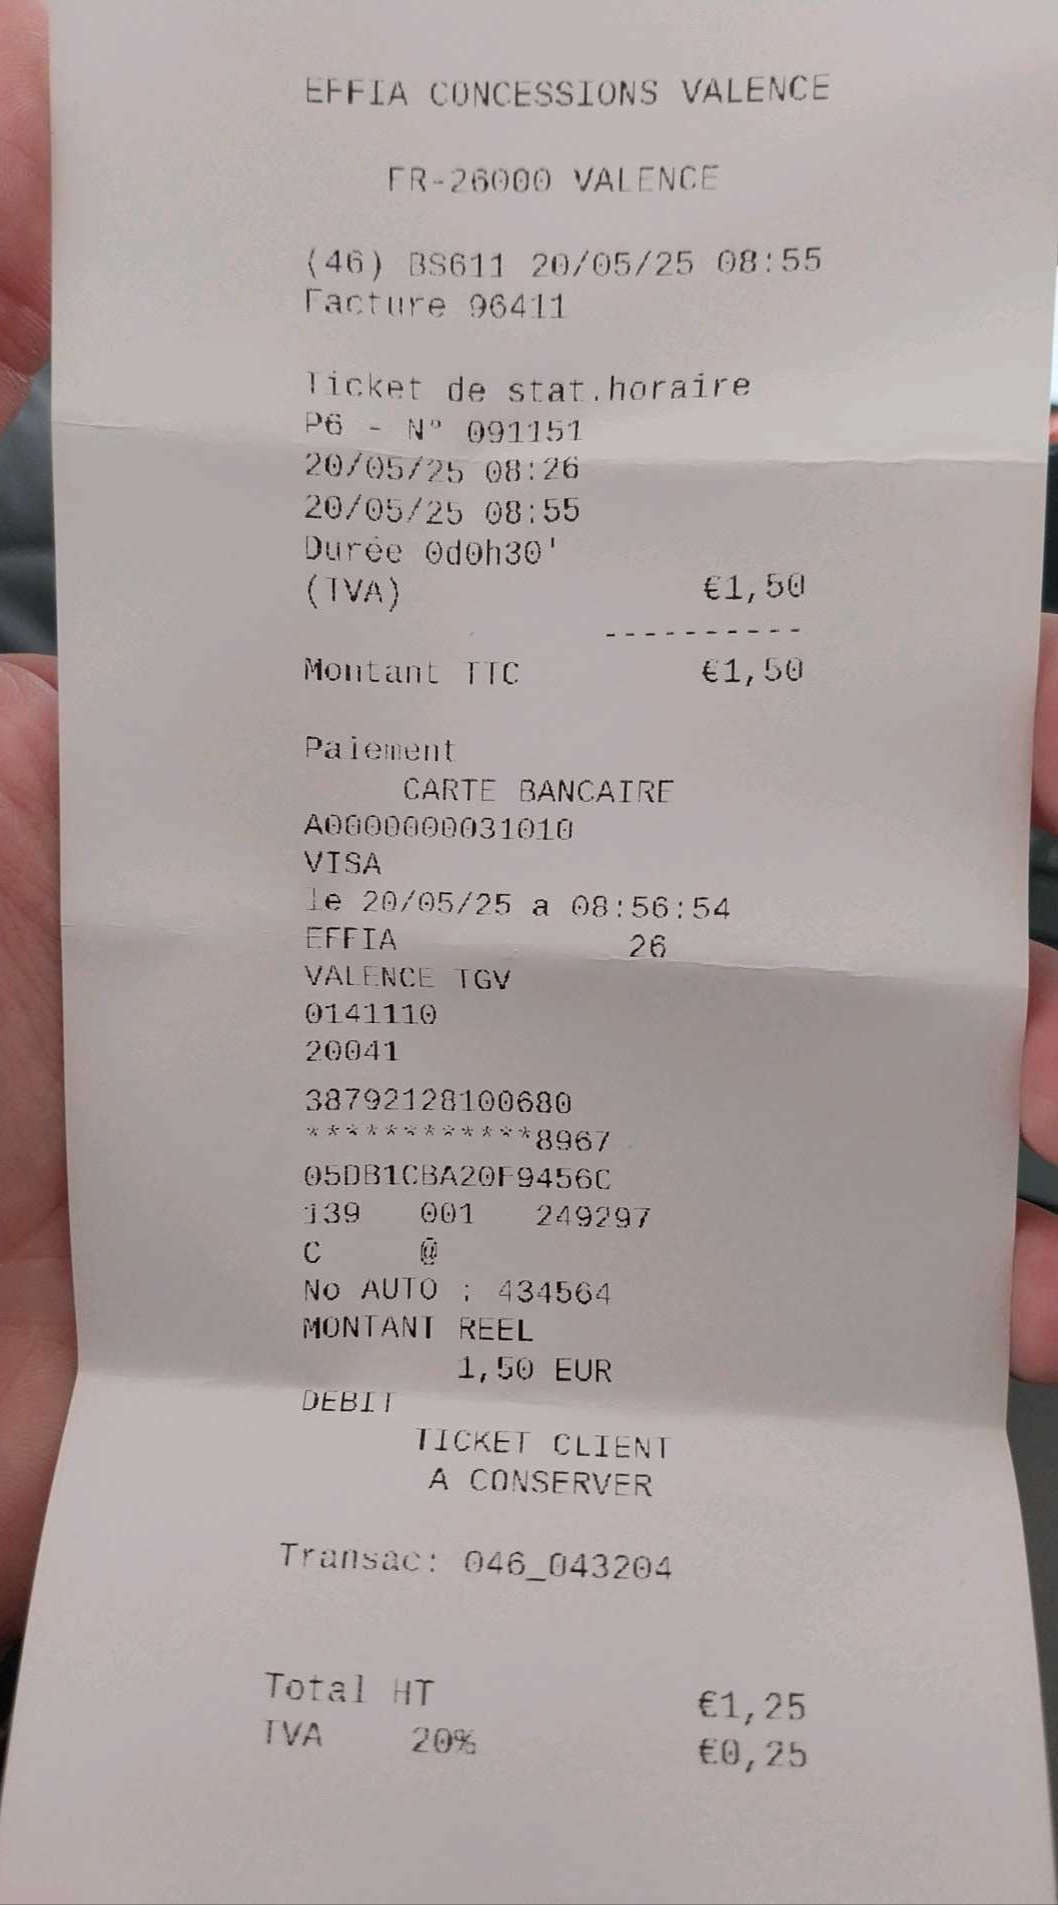 EFFIA CONCESSIONS VALENCE
FR-26000 VALENCE
(46) BS611 20/05/25 08:55
Facture 96411
Ticket de stat.horaire
P6 - N° 091151
20/05/25 08:26
20/05/25 08:55
Durée 0d0h30'
(TVA) €1,50
----------
Montant TTC €1,50
Paiement
CARTE BANCAIRE
A0000000031010
VISA
le 20/05/25 a 08:56:54
EFFIA 26
VALENCE TGV
0141110
20041
38792128100680
************8967
05DB1CBA20F9456C
139 001 249297
C @
No AUTO : 434564
MONTANT REEL
1,50 EUR
DEBIT
TICKET CLIENT
A CONSERVER
Transac: 046_043204
Total HT €1,25
TVA 20% €0,25